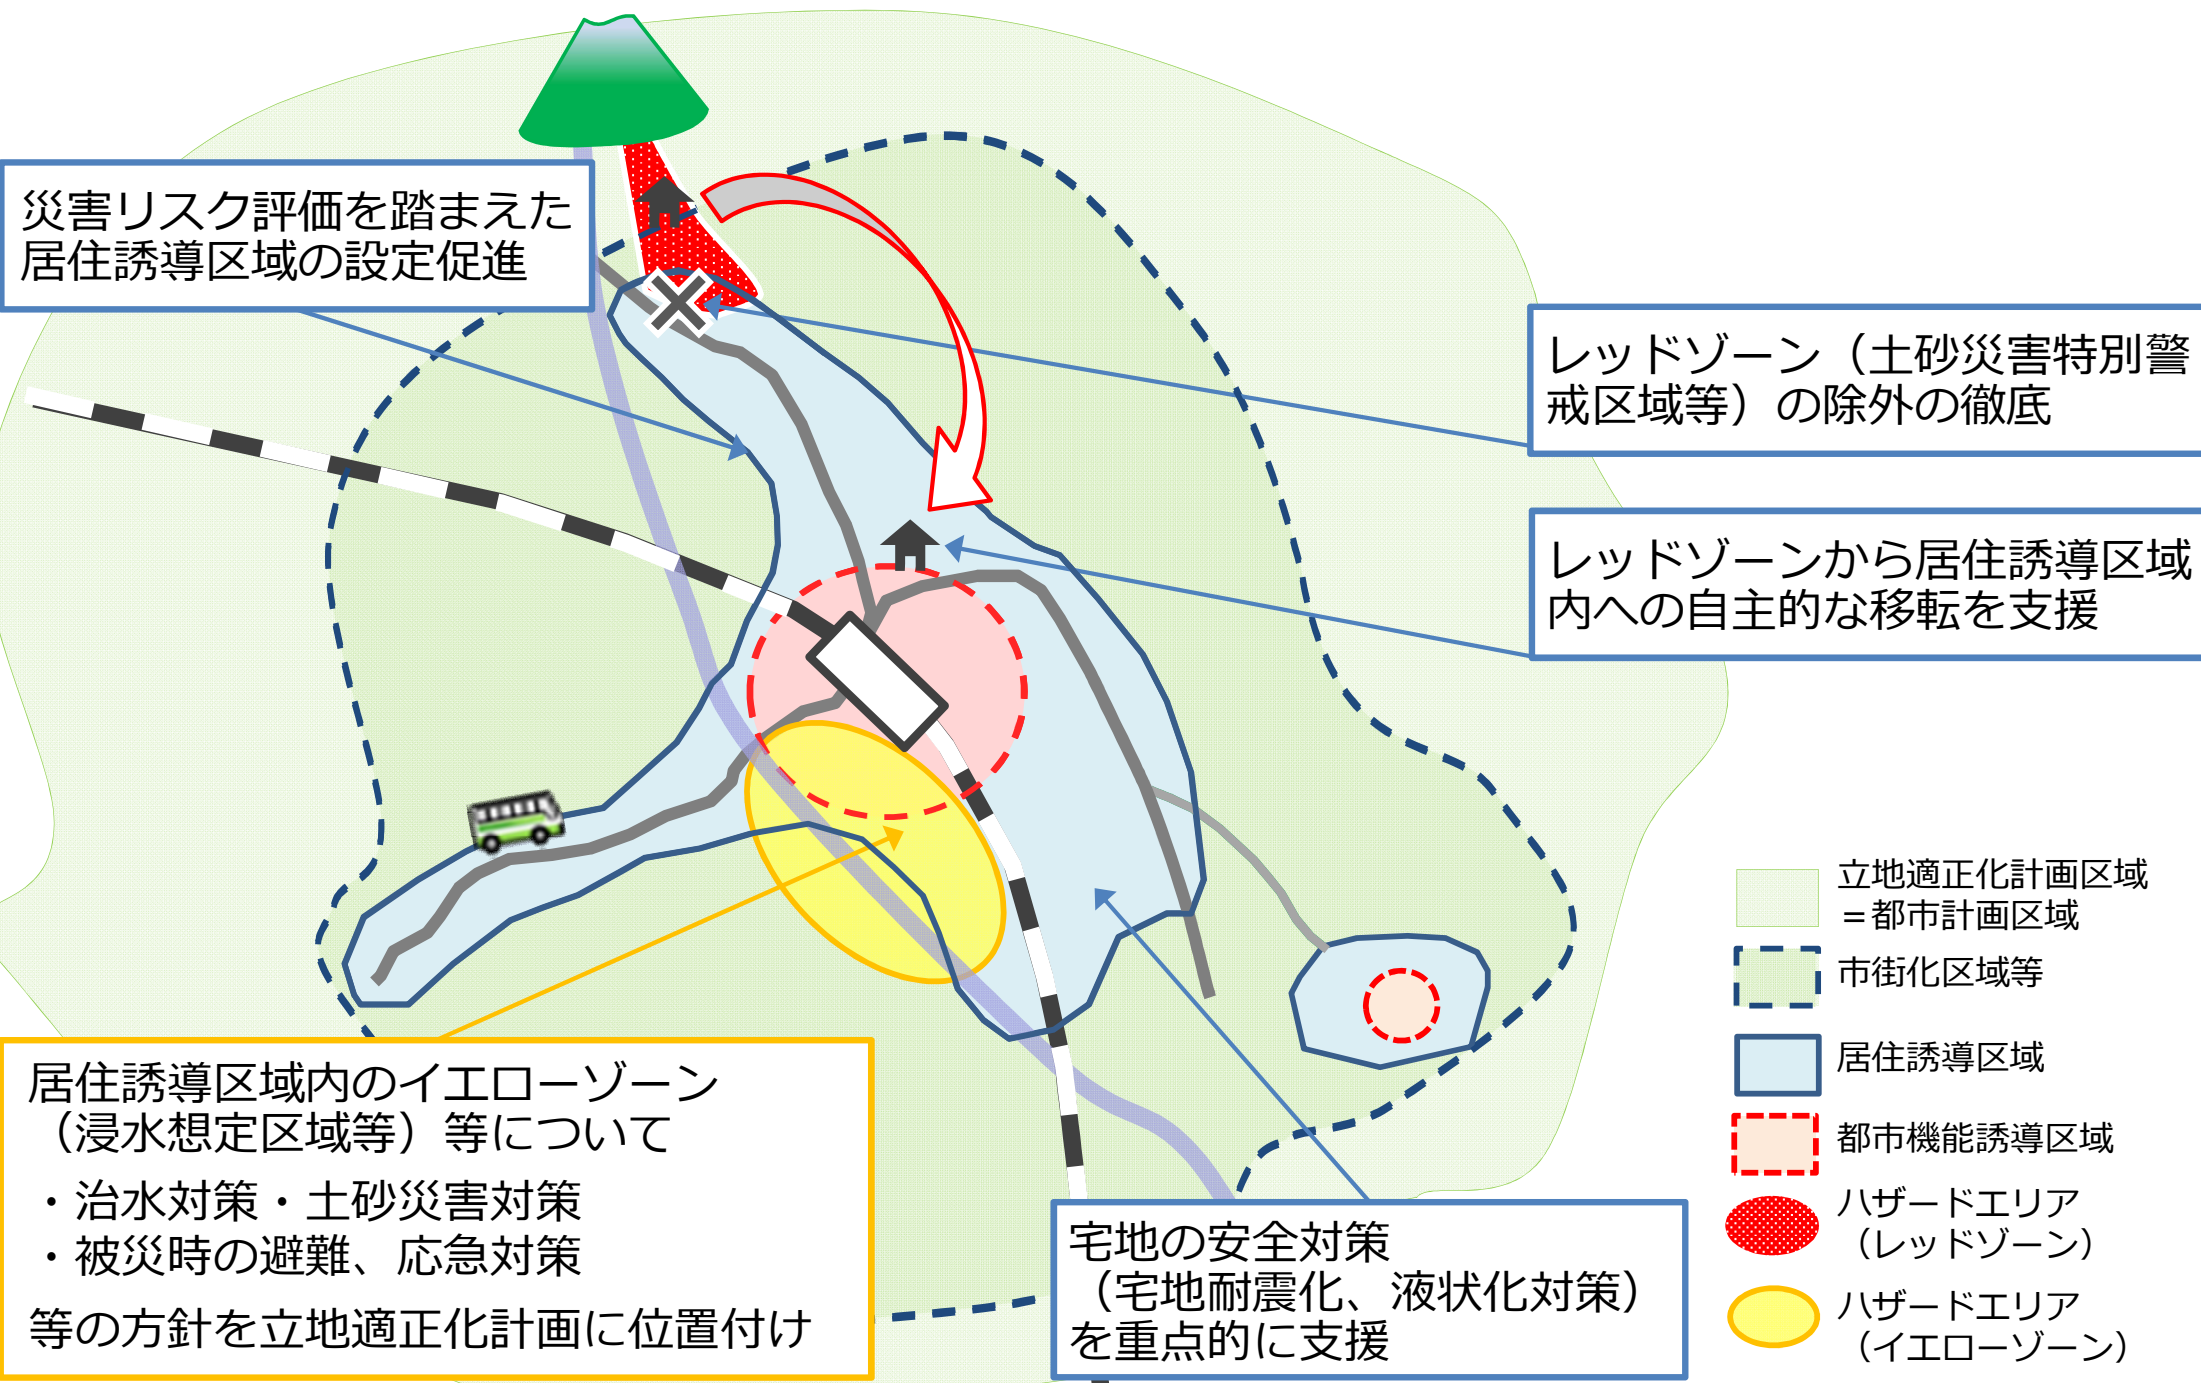 災害リスク評価を踏まえた
居住誘導区域の設定促進
レッドゾーン（土砂災害特別警
戒区域等）の除外の徹底
レッドゾーンから居住誘導区域
内への自主的な移転を支援
居住誘導区域内のイエローゾーン
（浸水想定区域等）等について
・治水対策・土砂災害対策
・被災時の避難、応急対策
等の方針を立地適正化計画に位置付け
宅地の安全対策
（宅地耐震化、液状化対策）
を重点的に支援
立地適正化計画区域
＝都市計画区域
市街化区域等
居住誘導区域
都市機能誘導区域
ハザードエリア
（レッドゾーン）
ハザードエリア
（イエローゾーン）